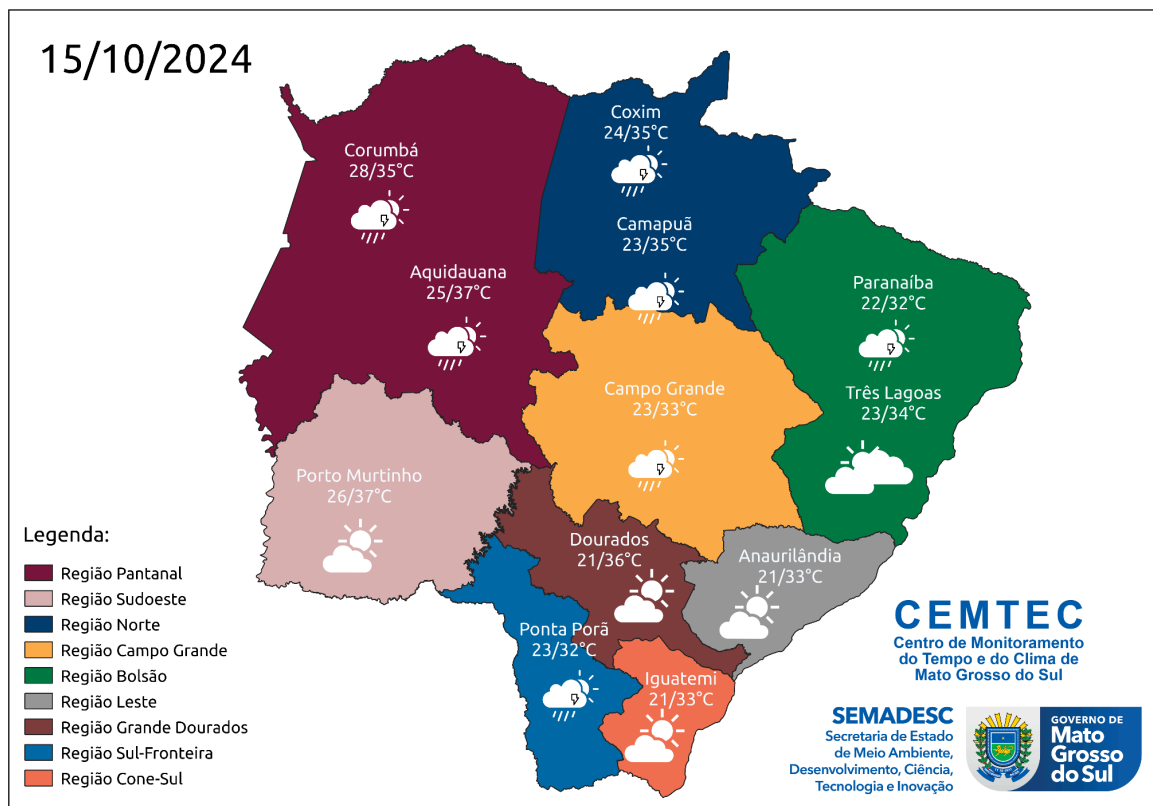 15/10/2024
Coxim
24/35°C
Corumbá
28/35°C
Camapuã
23/35°C
Aquidauana
25/37°C
Paranaíba
22/32°C
Campo Grande
23/33°C
Três Lagoas
23/34°C
Porto Murtinho
26/37°C
Dourados
21/36°C
Anaurilândia
21/33°C
Ponta Porã
23/32°C
Iguatemi
21/33°C
Legenda:
Região Pantanal
Região Sudoeste
Região Norte
Região Campo Grande
Região Bolsão
Região Leste
Região Grande Dourados
Região Sul-Fronteira
Região Cone-Sul
CEMTEC
Centro de Monitoramento
do Tempo e do Clima de
Mato Grosso do Sul
SEMADESC
Secretaria de Estado
de Meio Ambiente,
Desenvolvimento, Ciência,
Tecnologia e Inovação
GOVERNO DE
Mato
Grosso
do Sul